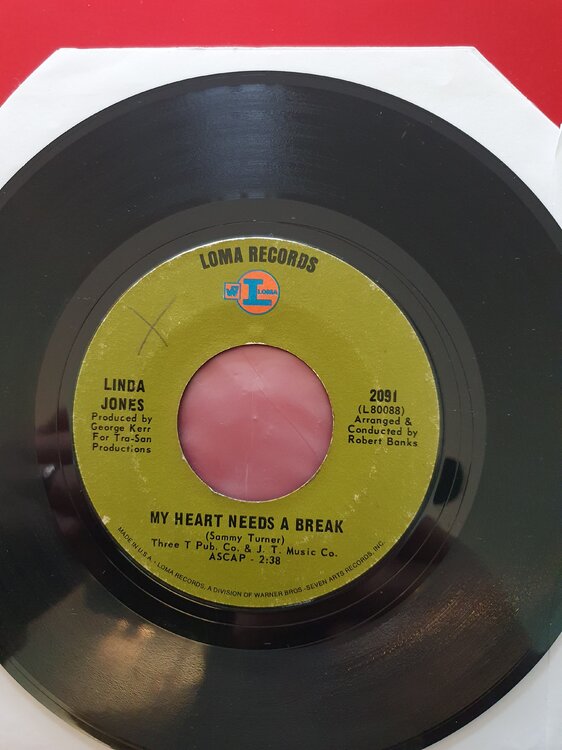 LOMA RECORDS
W7
L LOMA
X
LINDA
JONES
Produced by
George Kerr
For Tra-San
Productions
2091
(L80088)
Arranged &
Conducted by
Robert Banks
MY HEART NEEDS A BREAK
(Sammy Turner)
Three T Pub. Co. & J. T. Music Co.
ASCAP - 2:38
MADE IN U.S.A. - LOMA RECORDS, A DIVISION OF WARNER BROS.-SEVEN ARTS RECORDS, INC.